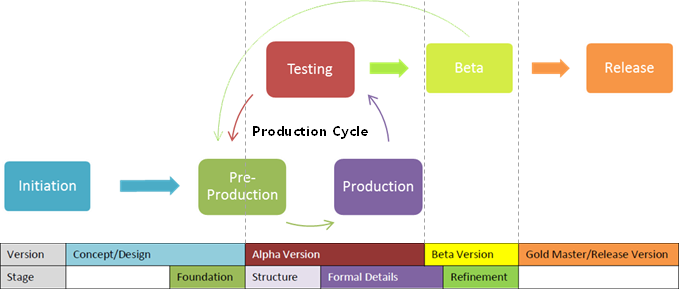 Testing
Beta
Release
Production Cycle
Initiation
Pre-
Production
Production
Version
Concept/Design
Alpha Version
Beta Version
Gold Master/Release Version
Stage
Foundation
Structure
Formal Details
Refinement